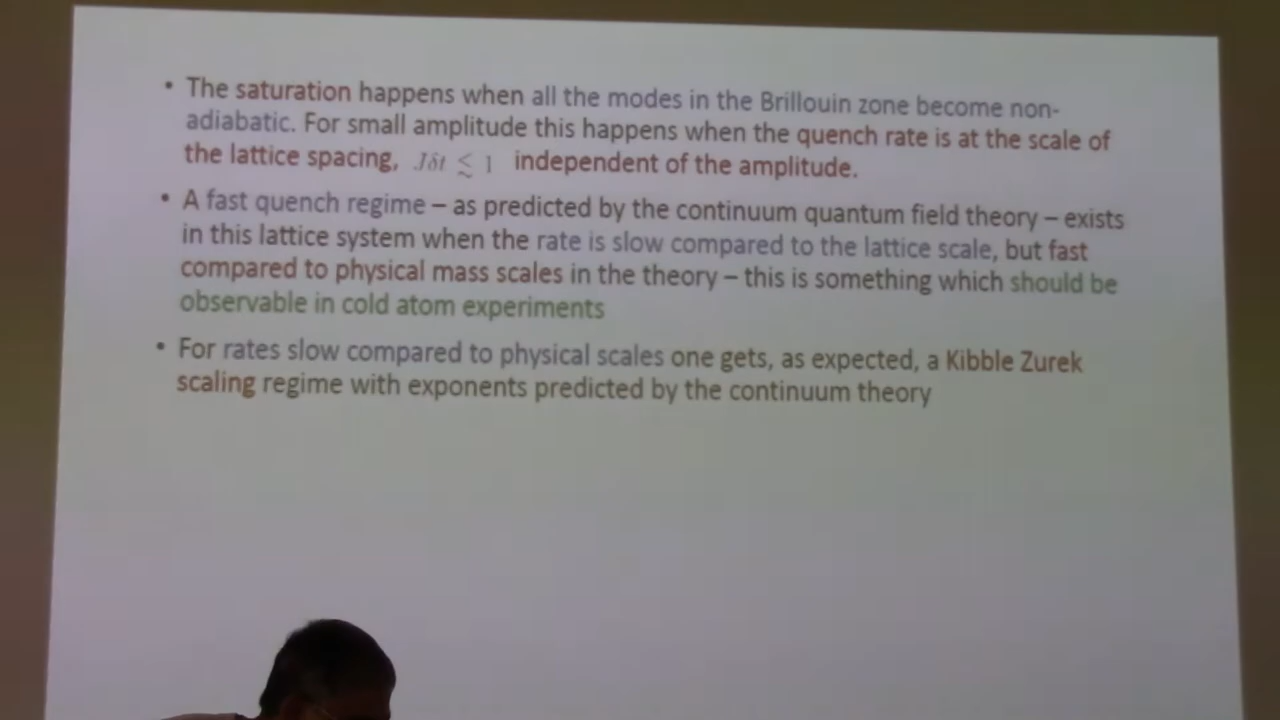 • The saturation happens when all the modes in the Brillouin zone become non-
adiabatic. For small amplitude this happens when the quench rate is at the scale of
the lattice spacing, Jδt ≲ 1 independent of the amplitude.
• A fast quench regime – as predicted by the continuum quantum field theory – exists
in this lattice system when the rate is slow compared to the lattice scale, but fast
compared to physical mass scales in the theory – this is something which should be
observable in cold atom experiments
• For rates slow compared to physical scales one gets, as expected, a Kibble Zurek
scaling regime with exponents predicted by the continuum theory